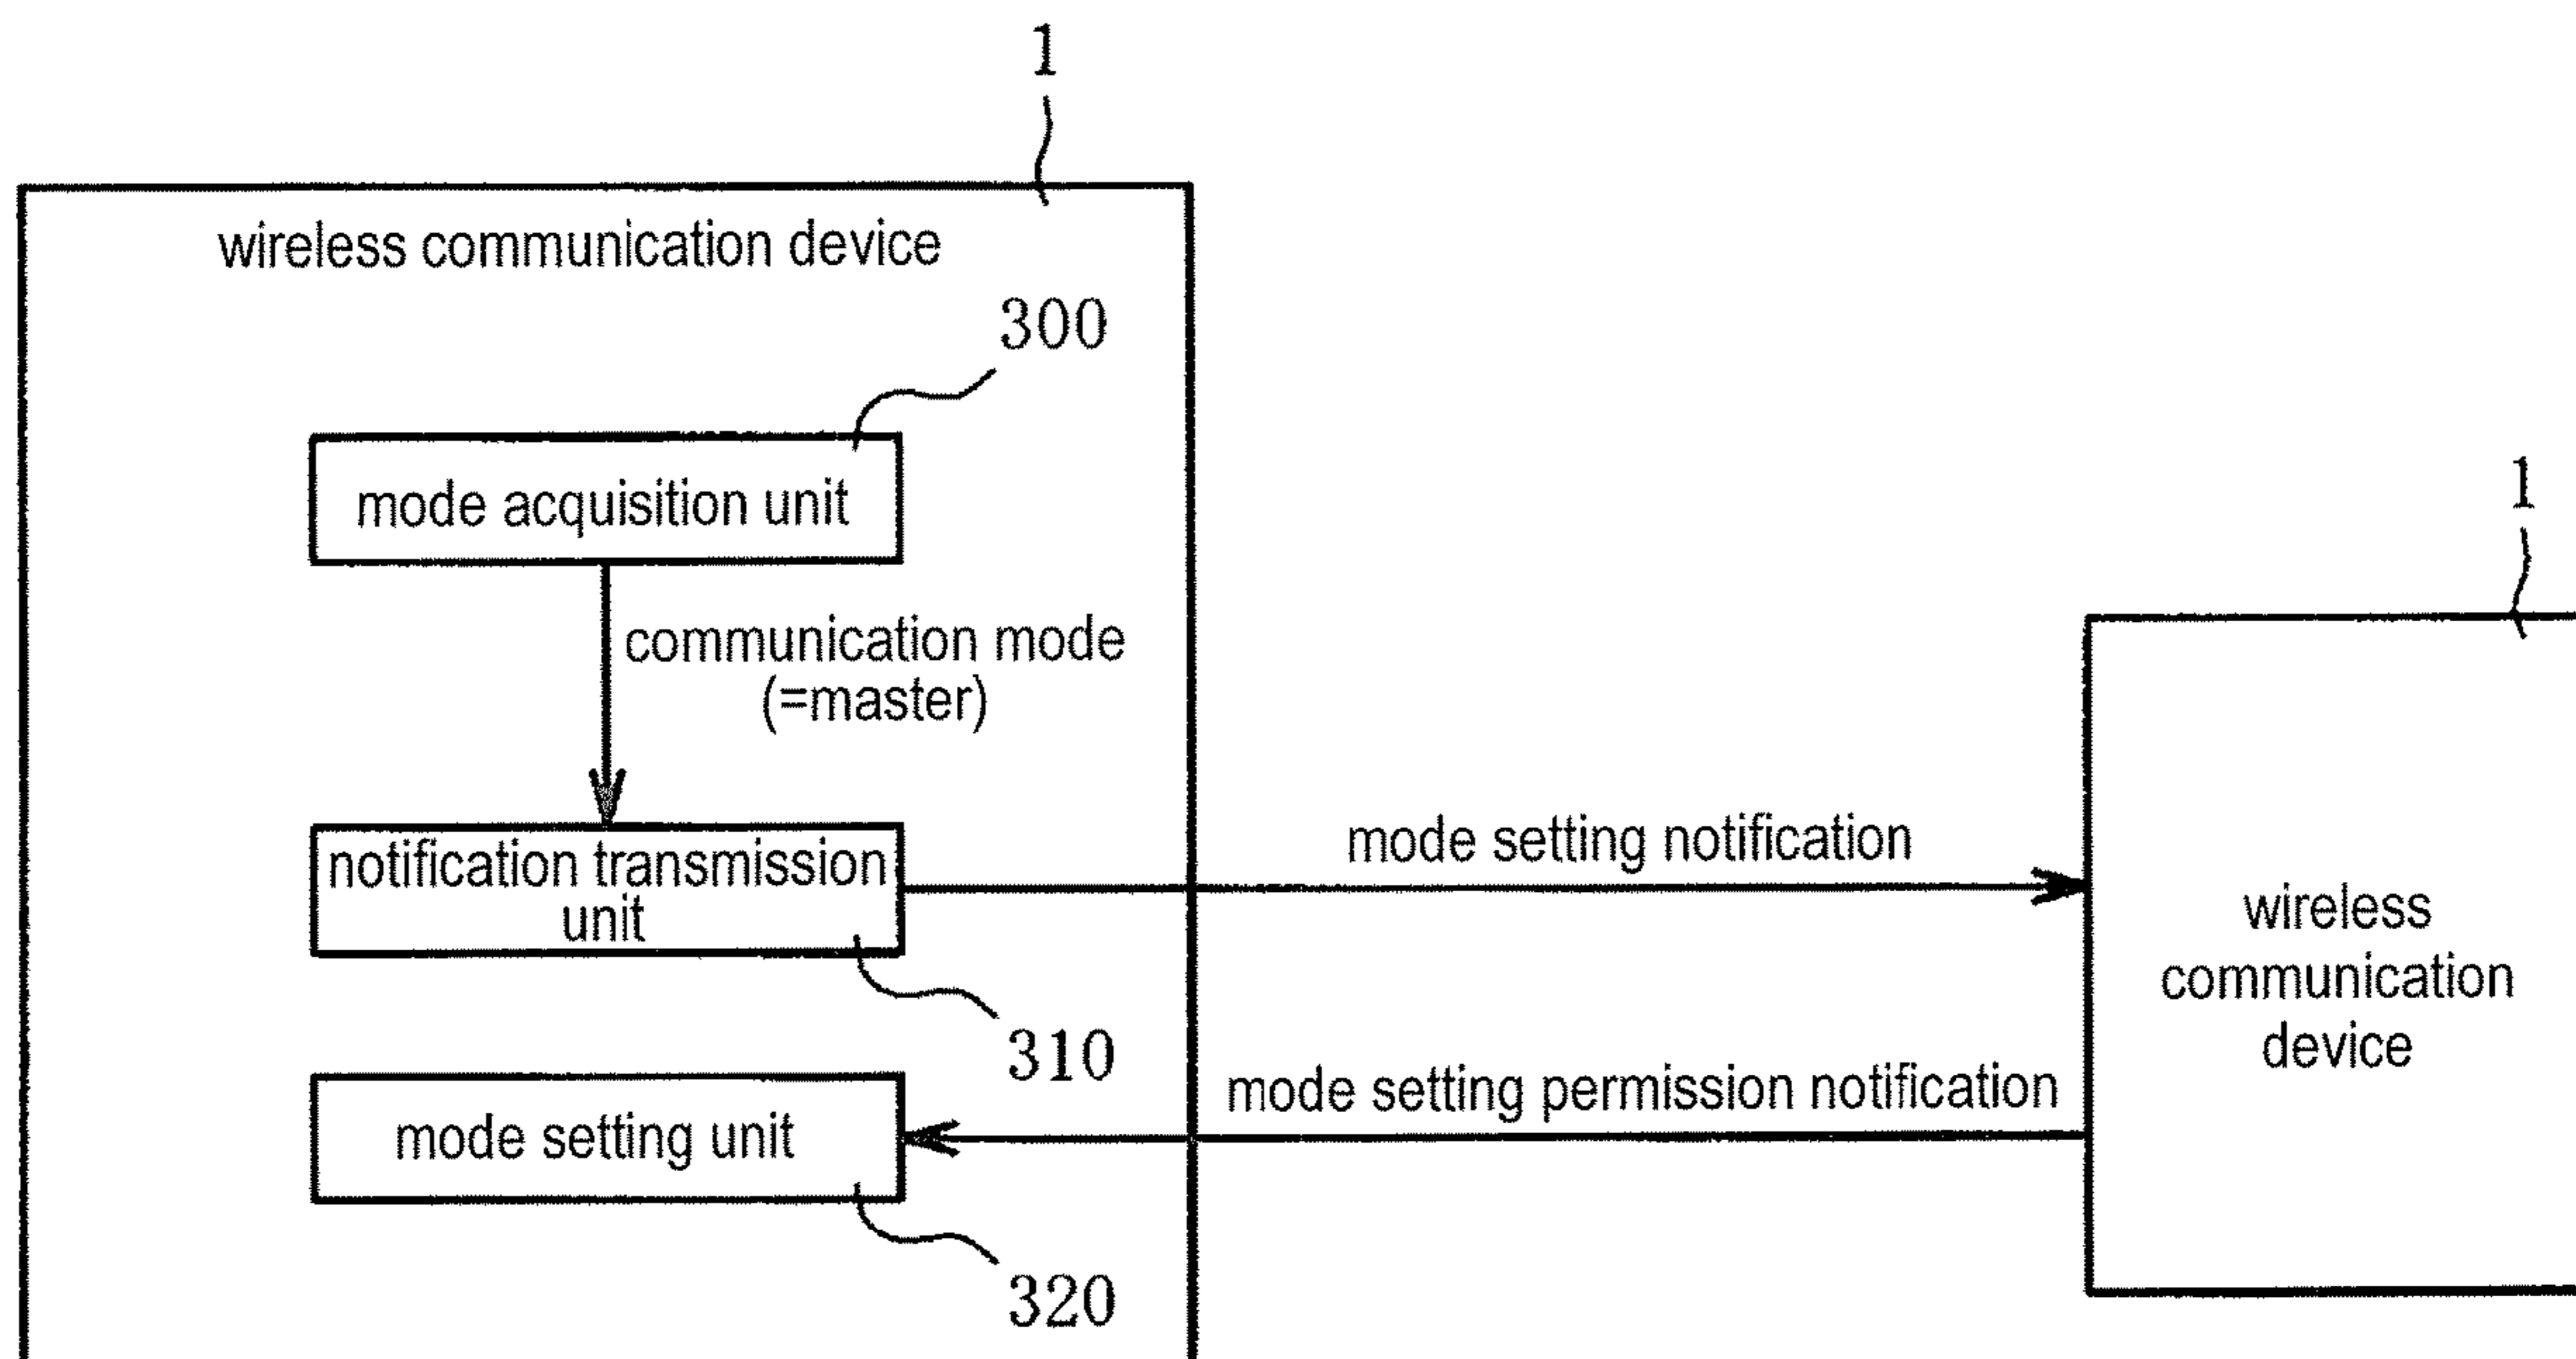 1
wireless communication device
300
mode acquisition unit
communication mode
(=master)
notification transmission
unit
310
mode setting unit
320
mode setting notification
mode setting permission notification
1
wireless
communication
device